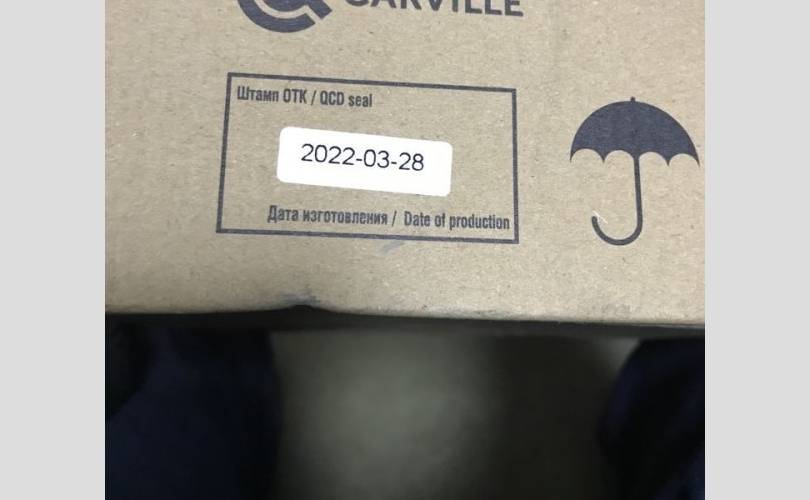 CARVILLE
Штамп ОТК / QCD seal
2022-03-28
Дата изготовления / Date of production